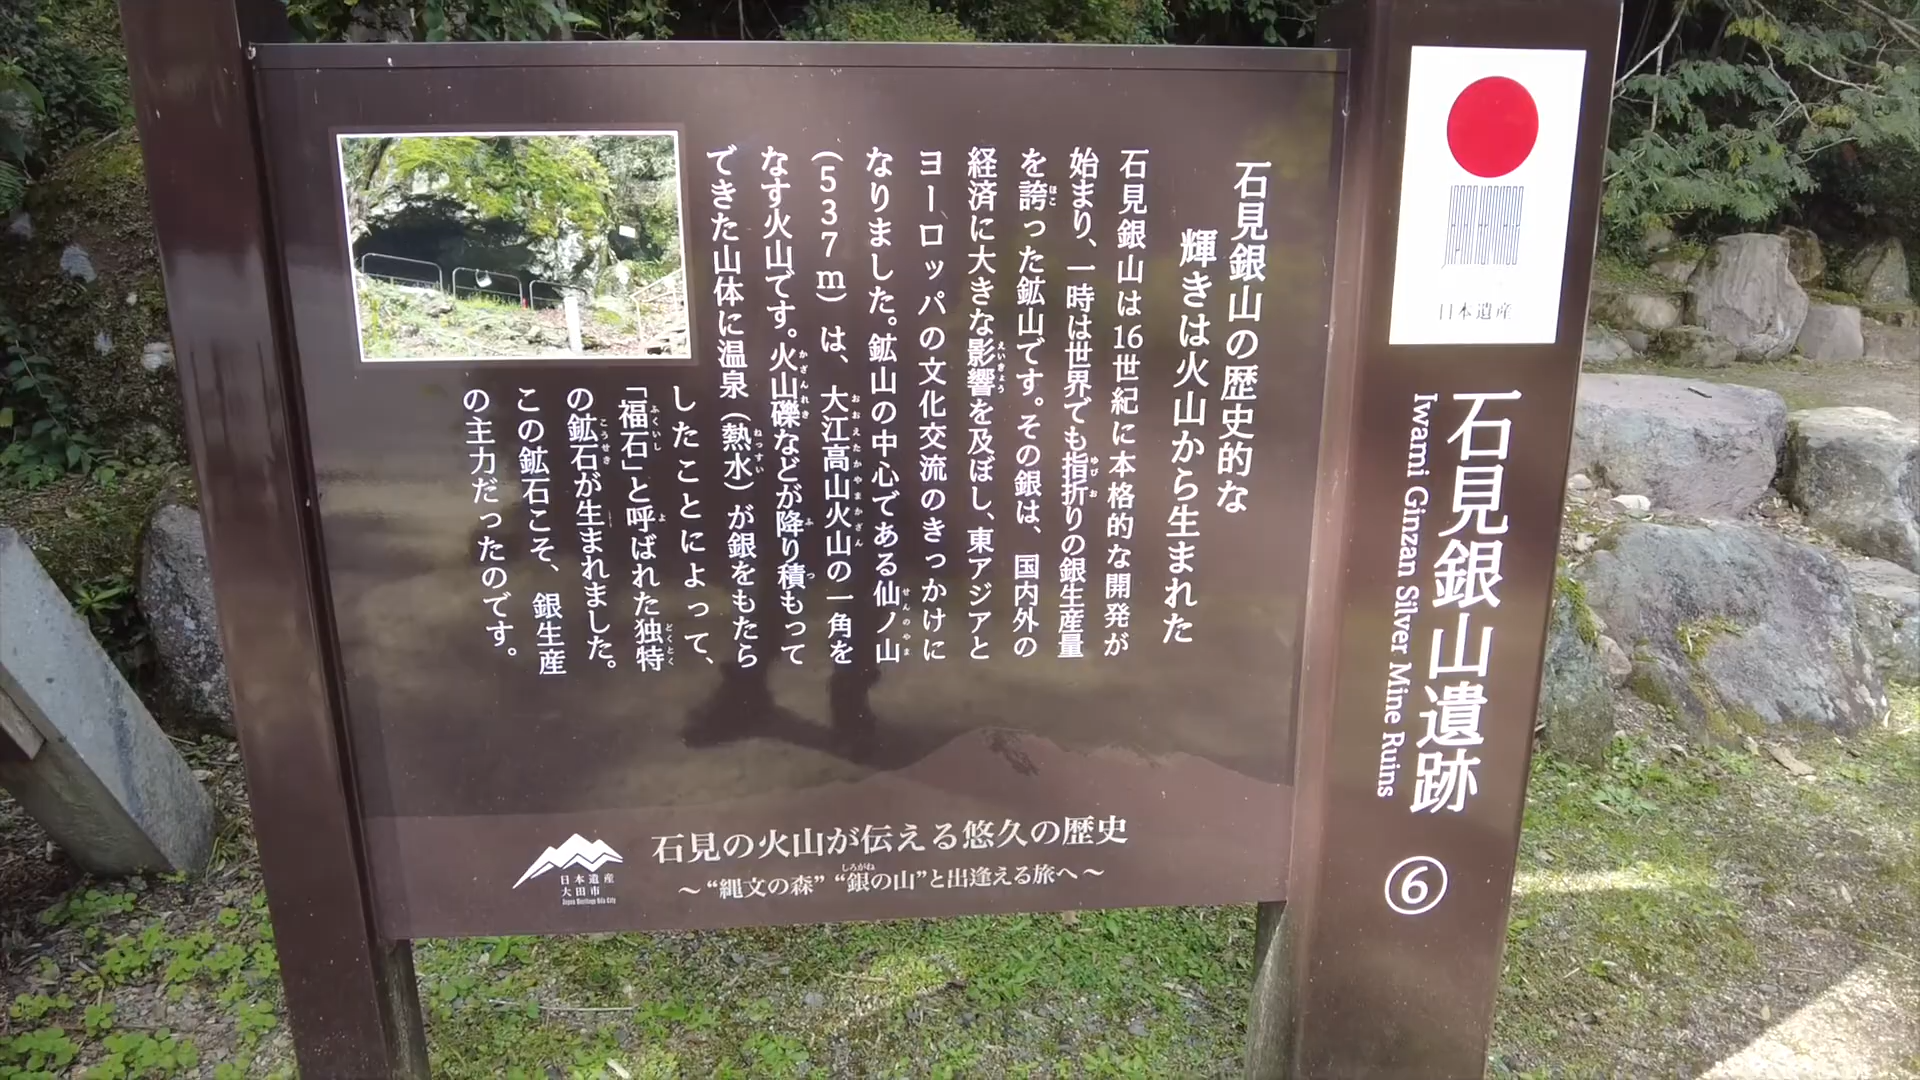 石見銀山の歴史的な
輝きは火山から生まれた
石見銀山は16世紀に本格的な開発が
始まり、一時は世界でも指折りの銀生産量
を誇った鉱山です。その銀は、国内外の
経済に大きな影響を及ぼし、東アジアと
ヨーロッパの文化交流のきっかけに
なりました。鉱山の中心である仙ノ山
(537m)は、大江高山火山の一角を
なす火山です。火山礫などが降り積もって
できた山体に温泉(熱水)が銀をもたら
したことによって、
「福石」と呼ばれた独特
の鉱石が生まれました。
この鉱石こそ、銀生産
の主力だったのです。
石見の火山が伝える悠久の歴史
～“縄文の森” “銀の山”と出逢える旅へ～
日本遺産
大田市
Japan Heritage Oda City
日本遺産
石見銀山遺跡
Iwami Ginzan Silver Mine Ruins
⑥